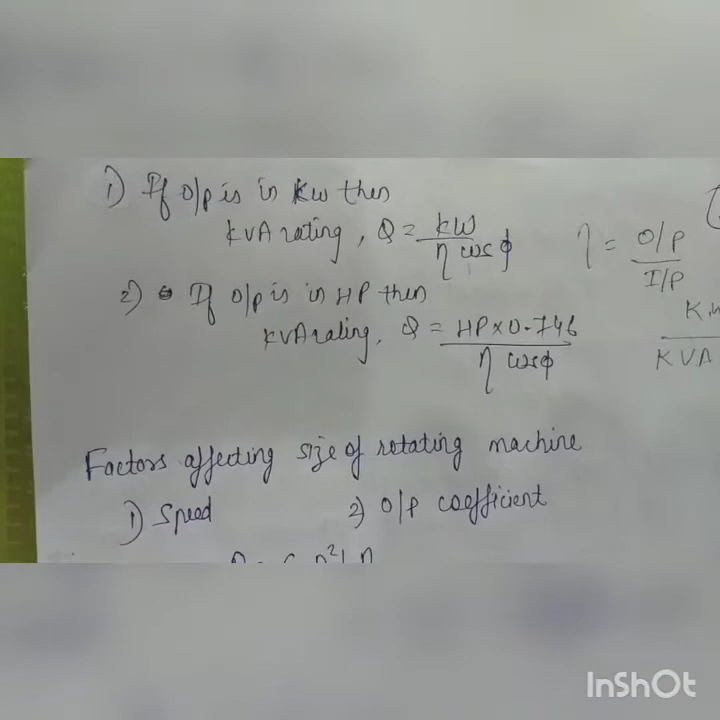 1) If o/p is in kw then
kVA rating, Q = kW / η cosϕ
η = O/P / I/P
2) If o/p is in HP then
kVA rating, Q = HP x 0.746 / η cosϕ
KVA
Factors affecting size of rotating machine
1) Speed 2) O/P coefficient
InShOt